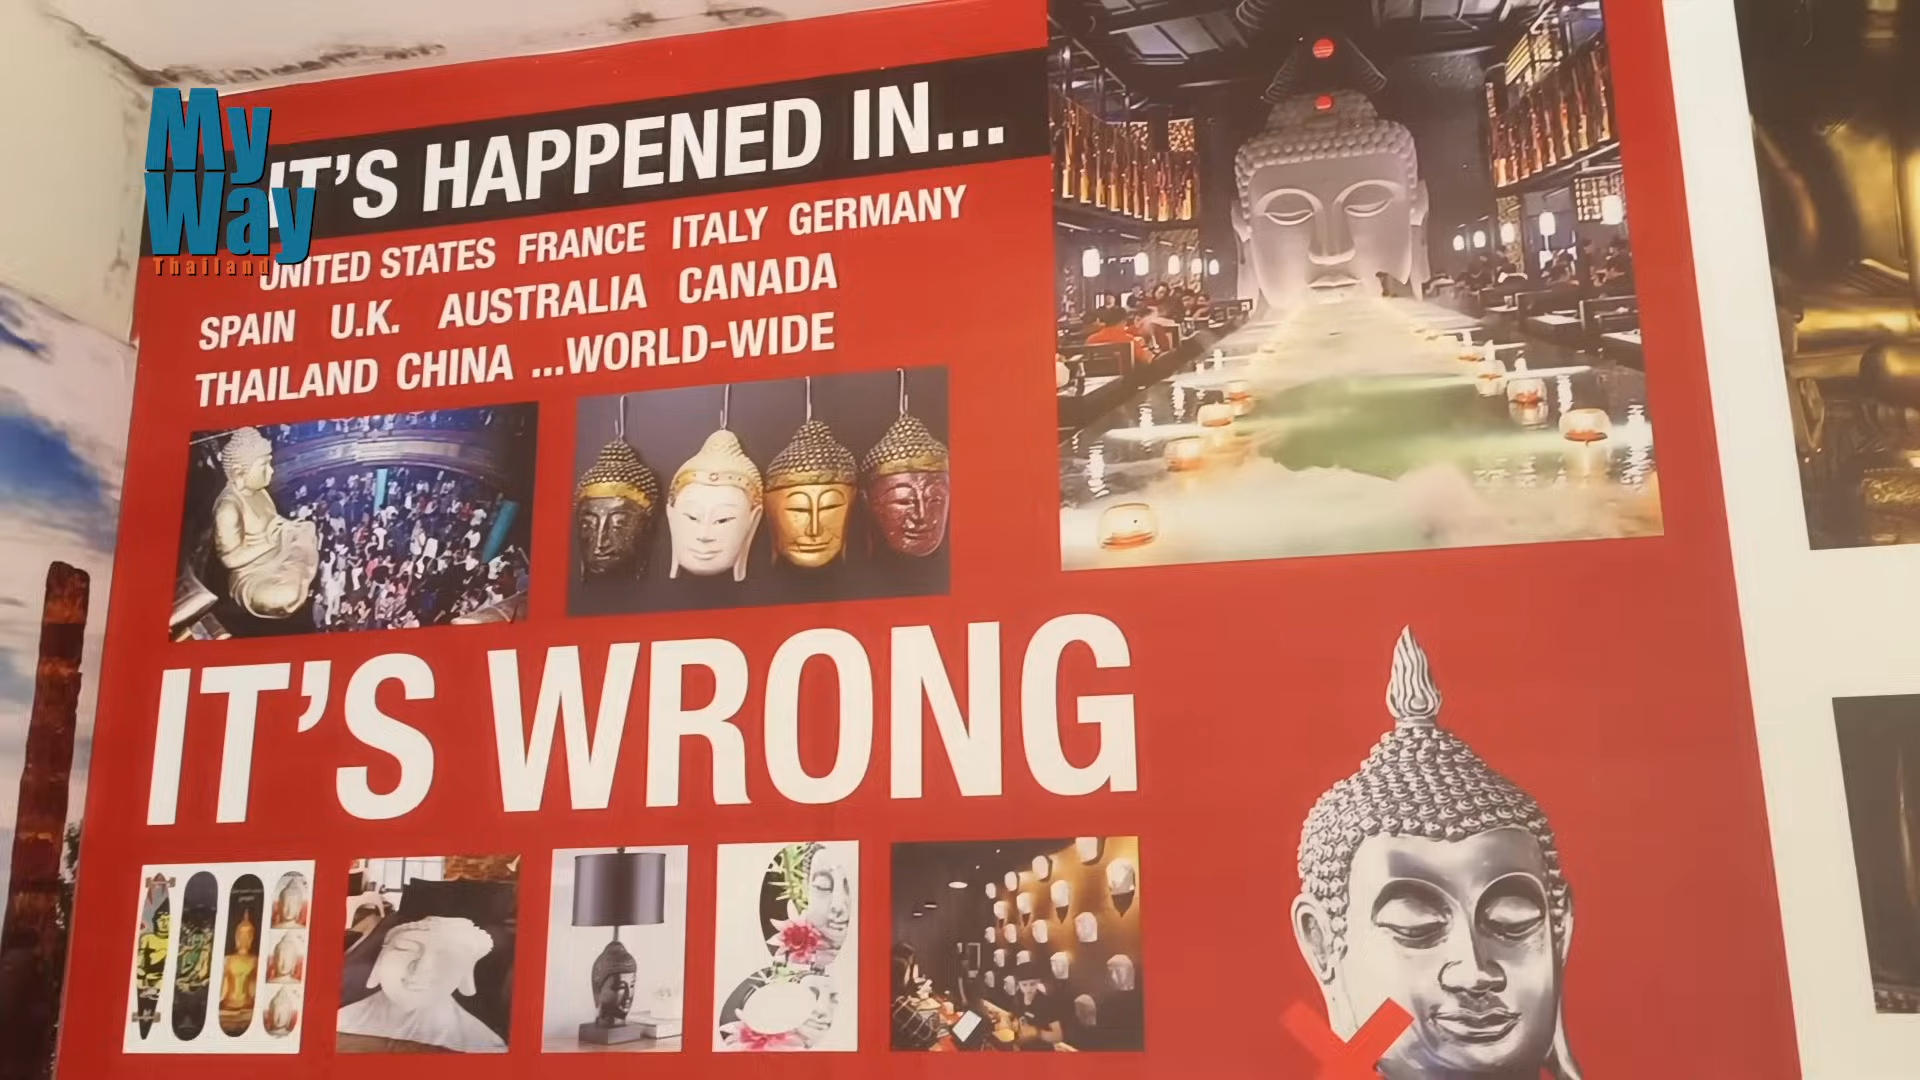 My
Way
Thailand
IT'S HAPPENED IN...
UNITED STATES FRANCE ITALY GERMANY
SPAIN U.K. AUSTRALIA CANADA
THAILAND CHINA ...WORLD-WIDE
IT'S WRONG